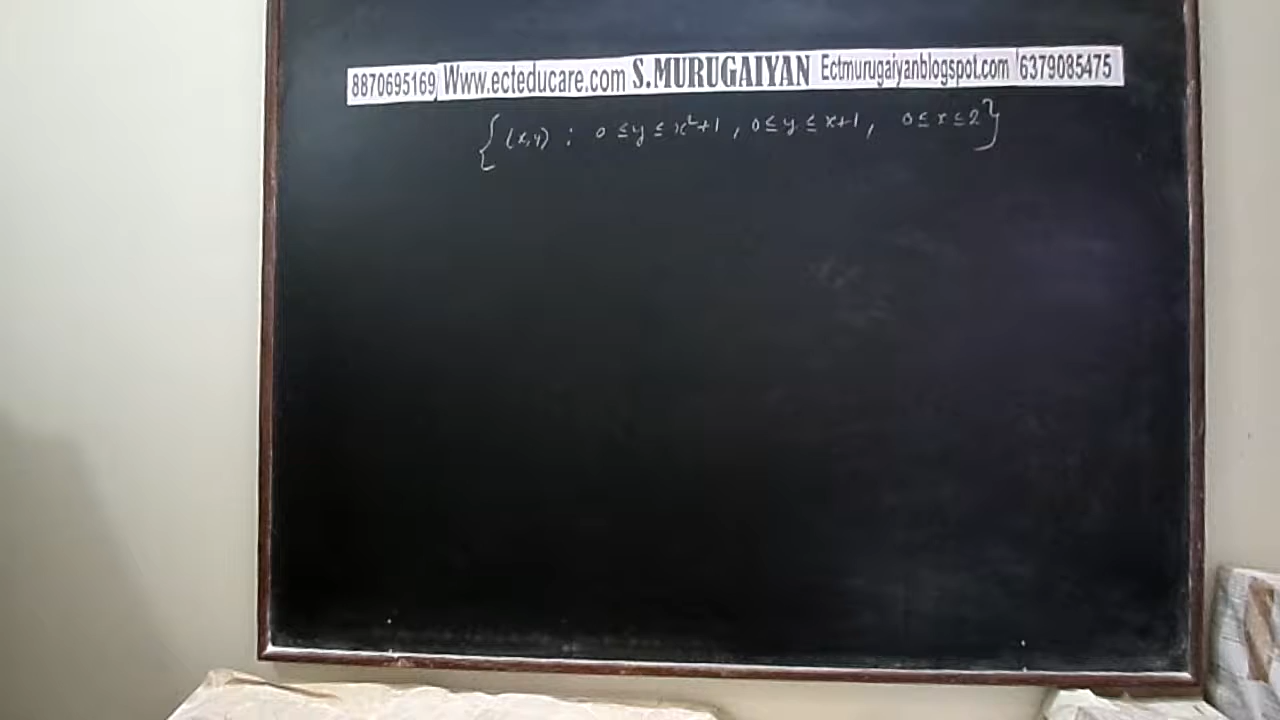 8870695169 Www.ecteducare.com S.MURUGAIYAN Ectmurugaiyanblogspot.com 6379085475
{(x,y) : 0 ≤ y ≤ x²+1, 0 ≤ y ≤ x+1, 0 ≤ x ≤ 2}